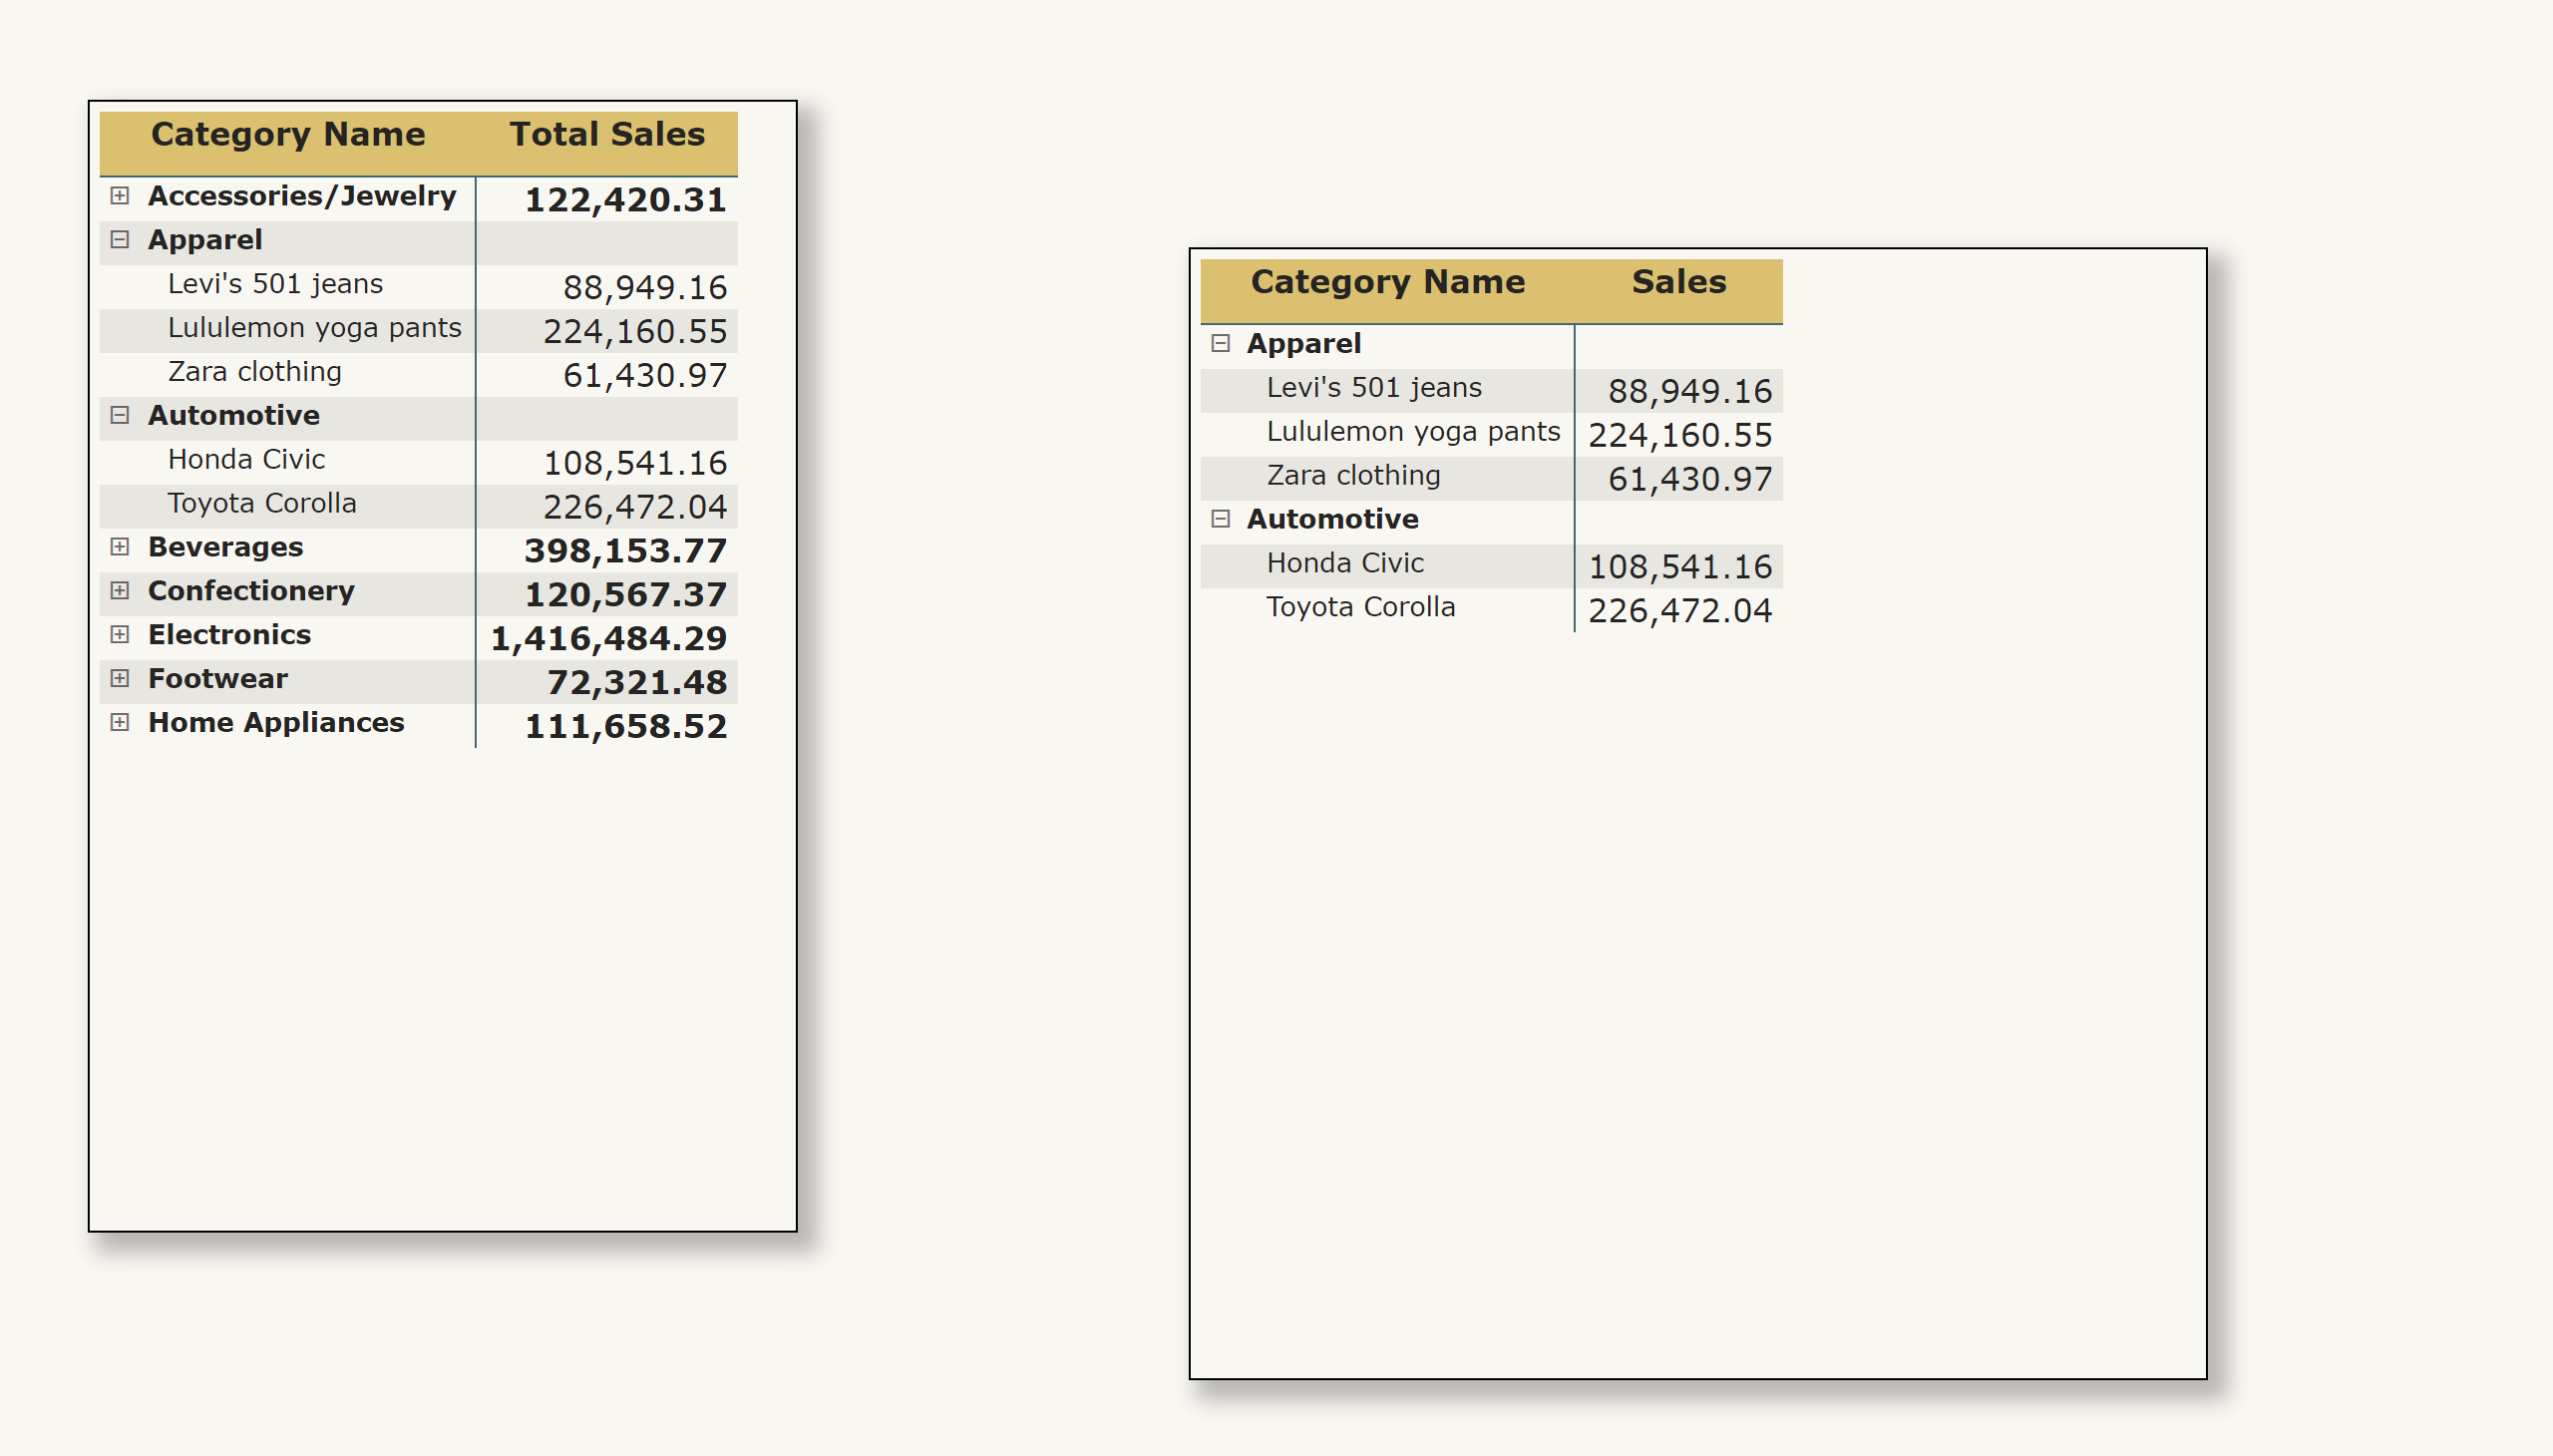 Category Name Total Sales
Accessories/Jewelry 122,420.31
Apparel
Levi's 501 jeans 88,949.16
Lululemon yoga pants 224,160.55
Zara clothing 61,430.97
Automotive
Honda Civic 108,541.16
Toyota Corolla 226,472.04
Beverages 398,153.77
Confectionery 120,567.37
Electronics 1,416,484.29
Footwear 72,321.48
Home Appliances 111,658.52
Category Name Sales
Apparel
Levi's 501 jeans 88,949.16
Lululemon yoga pants 224,160.55
Zara clothing 61,430.97
Automotive
Honda Civic 108,541.16
Toyota Corolla 226,472.04